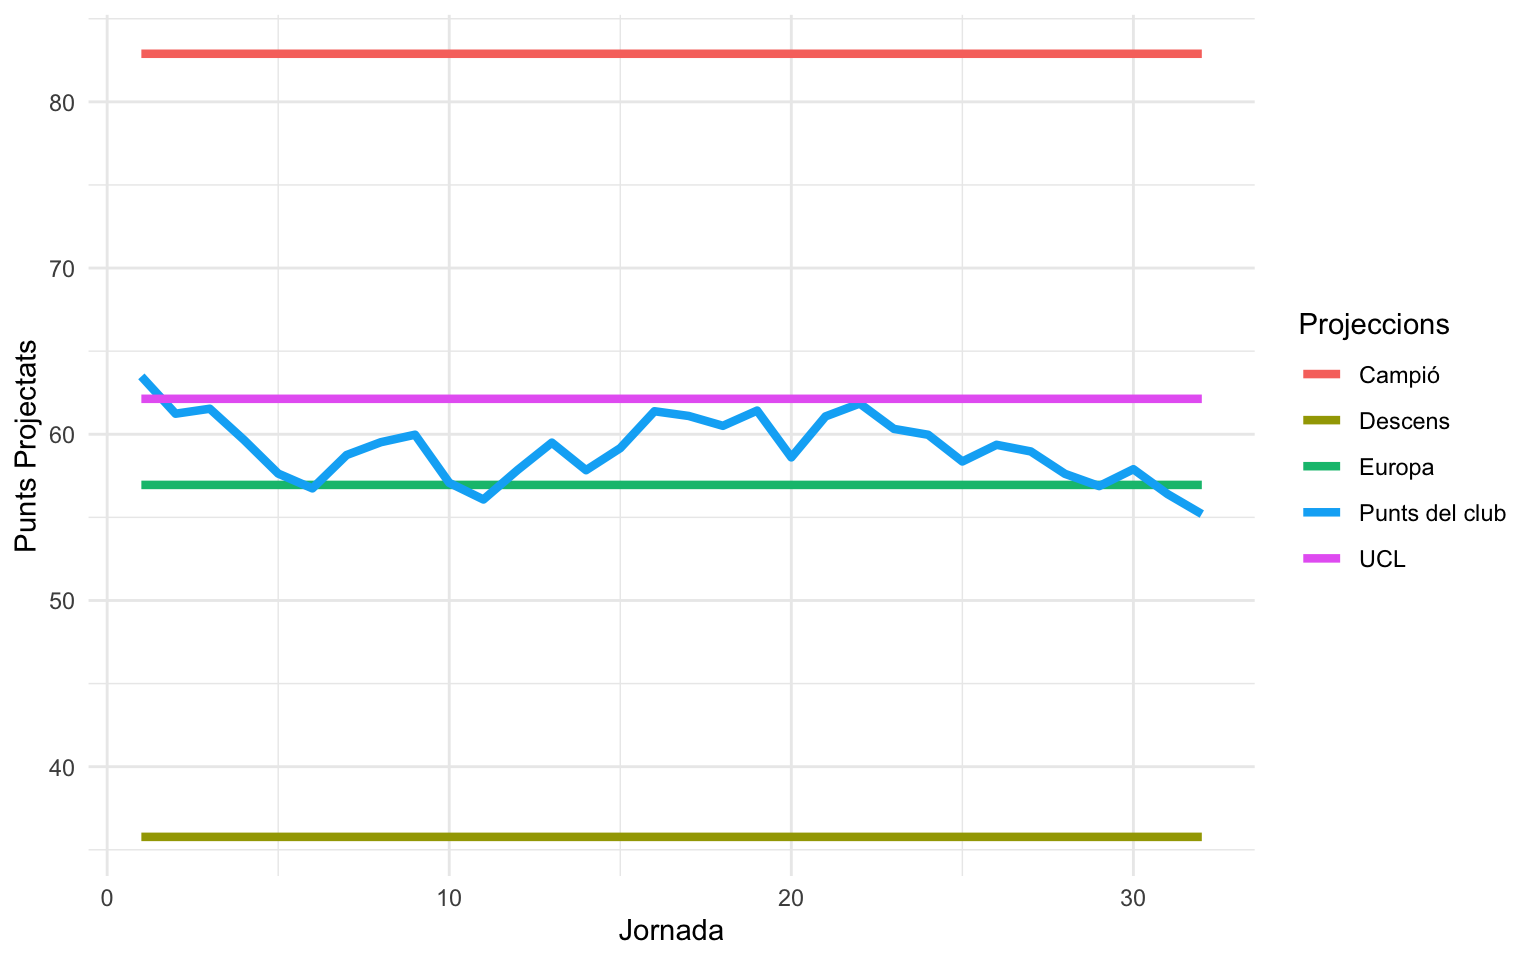 80
70
60
50
40
Punts Projectats
0
10
20
30
Jornada
Projeccions
Campió
Descens
Europa
Punts del club
UCL